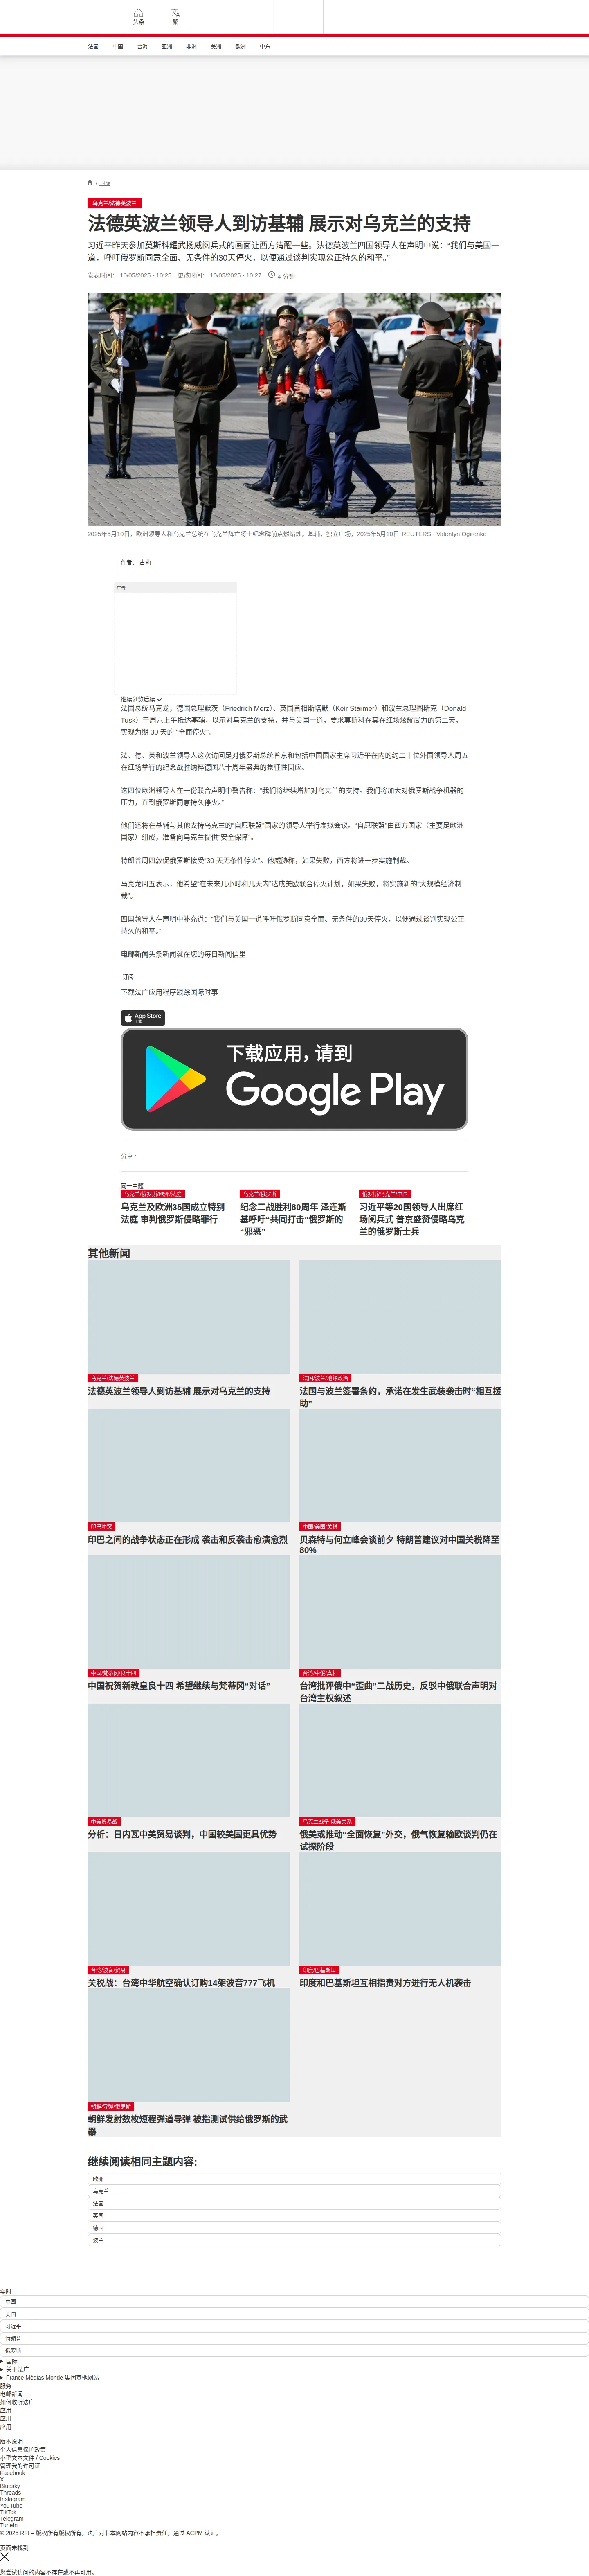 头条
繁
法国
中国
台海
亚洲
非洲
美洲
欧洲
中东
/ 国际
乌克兰/法德英波兰
法德英波兰领导人到访基辅 展示对乌克兰的支持
习近平昨天参加莫斯科耀武扬威阅兵式的画面让西方清醒一些。法德英波兰四国领导人在声明中说：“我们与美国一
道，呼吁俄罗斯同意全面、无条件的30天停火，以便通过谈判实现公正持久的和平。”
发表时间： 10/05/2025 - 10:25 更改时间： 10/05/2025 - 10:27 4 分钟
2025年5月10日，欧洲领导人和乌克兰总统在乌克兰阵亡将士纪念碑前点燃蜡烛。基辅，独立广场，2025年5月10日 REUTERS - Valentyn Ogirenko
作者： 古莉
广告
继续浏览后续
法国总统马克龙，德国总理默茨（Friedrich Merz）、英国首相斯塔默（Keir Starmer）和波兰总理图斯克（Donald
Tusk）于周六上午抵达基辅，以示对乌克兰的支持，并与美国一道，要求莫斯科在其在红场炫耀武力的第二天，
实现为期 30 天的 "全面停火"。
法、德、英和波兰领导人这次访问是对俄罗斯总统普京和包括中国国家主席习近平在内的约二十位外国领导人周五
在红场举行的纪念战胜纳粹德国八十周年盛典的象征性回应。
这四位欧洲领导人在一份联合声明中警告称：“我们将继续增加对乌克兰的支持。我们将加大对俄罗斯战争机器的
压力，直到俄罗斯同意持久停火。”
他们还将在基辅与其他支持乌克兰的“自愿联盟”国家的领导人举行虚拟会议。“自愿联盟”由西方国家（主要是欧洲
国家）组成，准备向乌克兰提供“安全保障”。
特朗普周四敦促俄罗斯接受“30 天无条件停火”。他威胁称，如果失败，西方将进一步实施制裁。
马克龙周五表示，他希望“在未来几小时和几天内”达成美欧联合停火计划，如果失败，将实施新的“大规模经济制
裁”。
四国领导人在声明中补充道：“我们与美国一道呼吁俄罗斯同意全面、无条件的30天停火，以便通过谈判实现公正
持久的和平。”
电邮新闻头条新闻就在您的每日新闻信里
订阅
下载法广应用程序跟踪国际时事
App Store
下载
下载应用，请到
Google Play
分享 :
同一主题
乌克兰/俄罗斯/欧洲/法庭
乌克兰及欧洲35国成立特别
法庭 审判俄罗斯侵略罪行
乌克兰/俄罗斯
纪念二战胜利80周年 泽连斯
基呼吁“共同打击”俄罗斯的
“邪恶”
俄罗斯/乌克兰/中国
习近平等20国领导人出席红
场阅兵式 普京盛赞侵略乌克
兰的俄罗斯士兵
其他新闻
乌克兰/法德英波兰
法德英波兰领导人到访基辅 展示对乌克兰的支持
法国/波兰/地缘政治
法国与波兰签署条约，承诺在发生武装袭击时“相互援
助”
印巴冲突
印巴之间的战争状态正在形成 袭击和反袭击愈演愈烈
中国/美国/关税
贝森特与何立峰会谈前夕 特朗普建议对中国关税降至
80%
中国/梵蒂冈/良十四
中国祝贺新教皇良十四 希望继续与梵蒂冈“对话”
台湾/中俄/真相
台湾批评俄中“歪曲”二战历史，反驳中俄联合声明对
台湾主权叙述
中美贸易战
分析：日内瓦中美贸易谈判，中国较美国更具优势
乌克兰战争 俄美关系
俄美或推动“全面恢复”外交，俄气恢复输欧谈判仍在
试探阶段
台湾/波音/贸易
关税战：台湾中华航空确认订购14架波音777飞机
印度/巴基斯坦
印度和巴基斯坦互相指责对方进行无人机袭击
朝鲜/导弹/俄罗斯
朝鲜发射数枚短程弹道导弹 被指测试供给俄罗斯的武
器
继续阅读相同主题内容:
欧洲
乌克兰
法国
英国
德国
波兰
实时
中国
美国
习近平
特朗普
俄罗斯
国际
关于法广
France Médias Monde 集团其他网站
服务
电邮新闻
如何收听法广
应用
应用
应用
版本说明
个人信息保护政策
小型文本文件 / Cookies
管理我的许可证
Facebook
X
Bluesky
Threads
Instagram
YouTube
TikTok
Telegram
TuneIn
© 2025 RFI – 版权所有版权所有。法广对非本网站内容不承担责任。通过 ACPM 认证。
页面未找到
您尝试访问的内容不存在或不再可用。